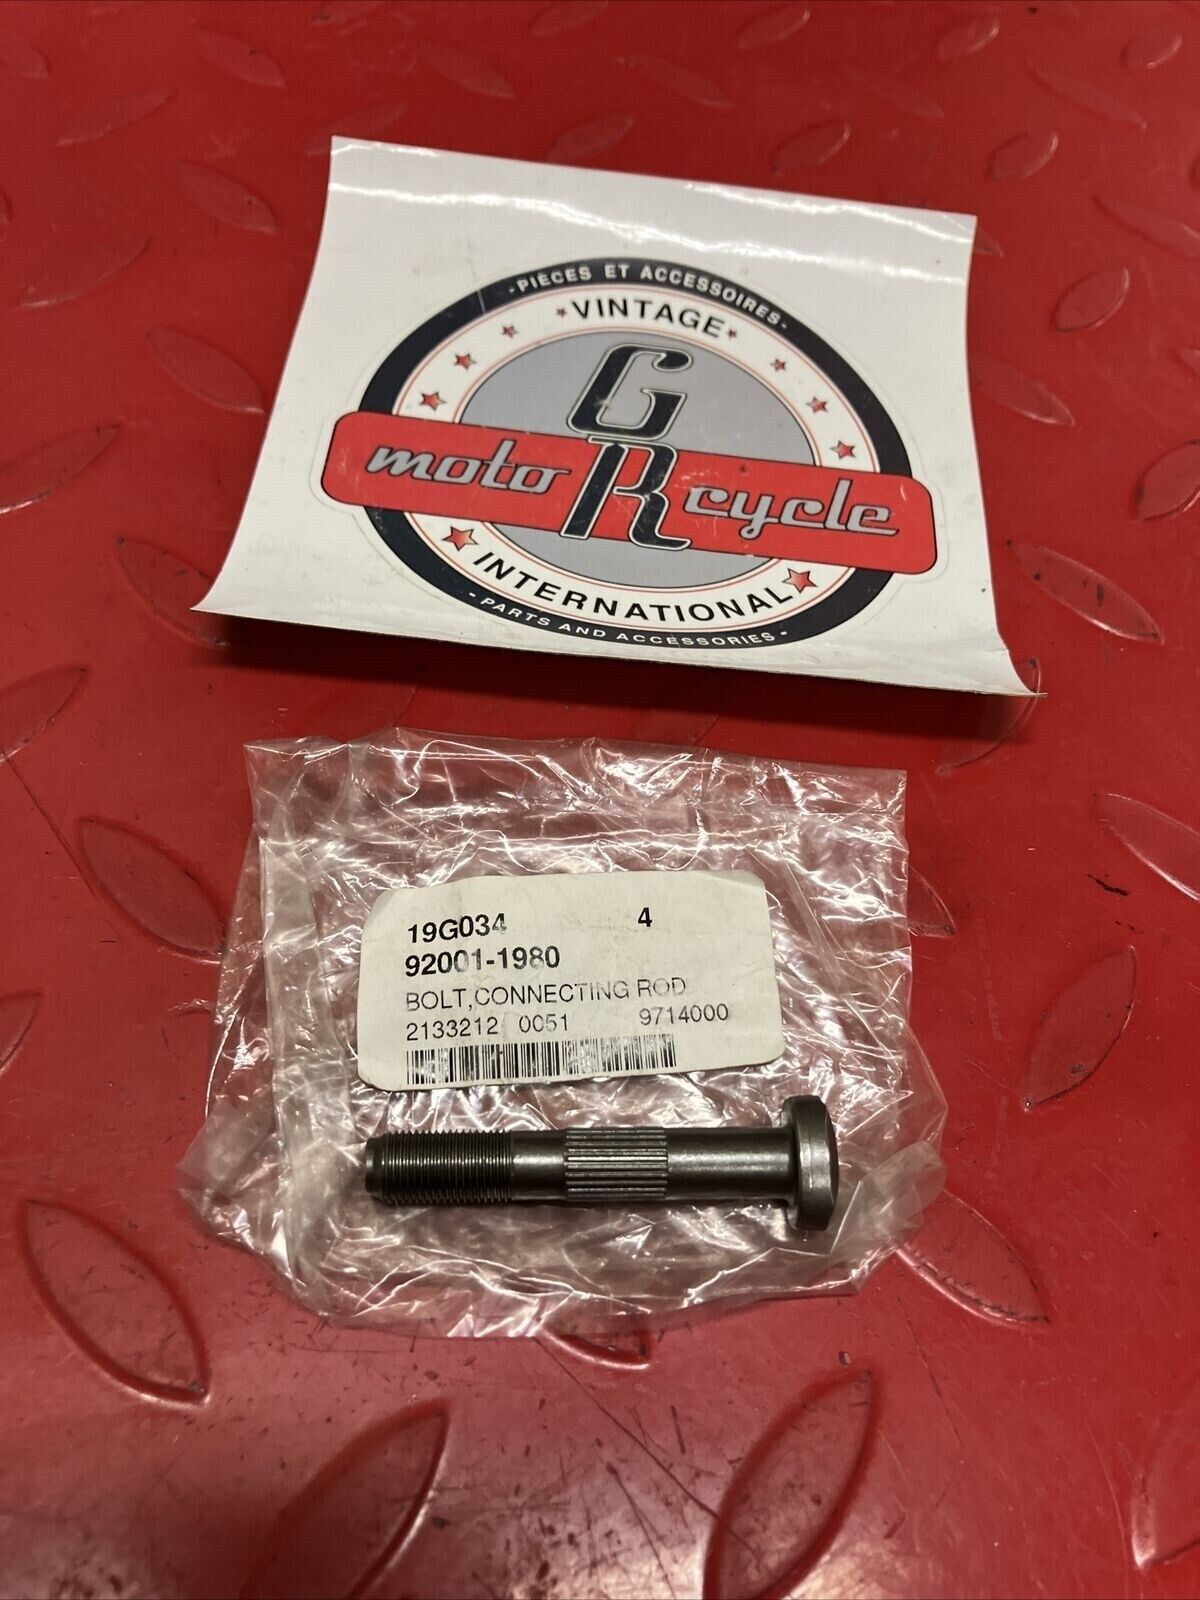 - PIÈCES ET ACCESSOIRES -
VINTAGE
GR
moto cycle
INTERNATIONAL
- PARTS AND ACCESSORIES -
19G034 4
92001-1980
BOLT,CONNECTING ROD
2133212 0051 9714000